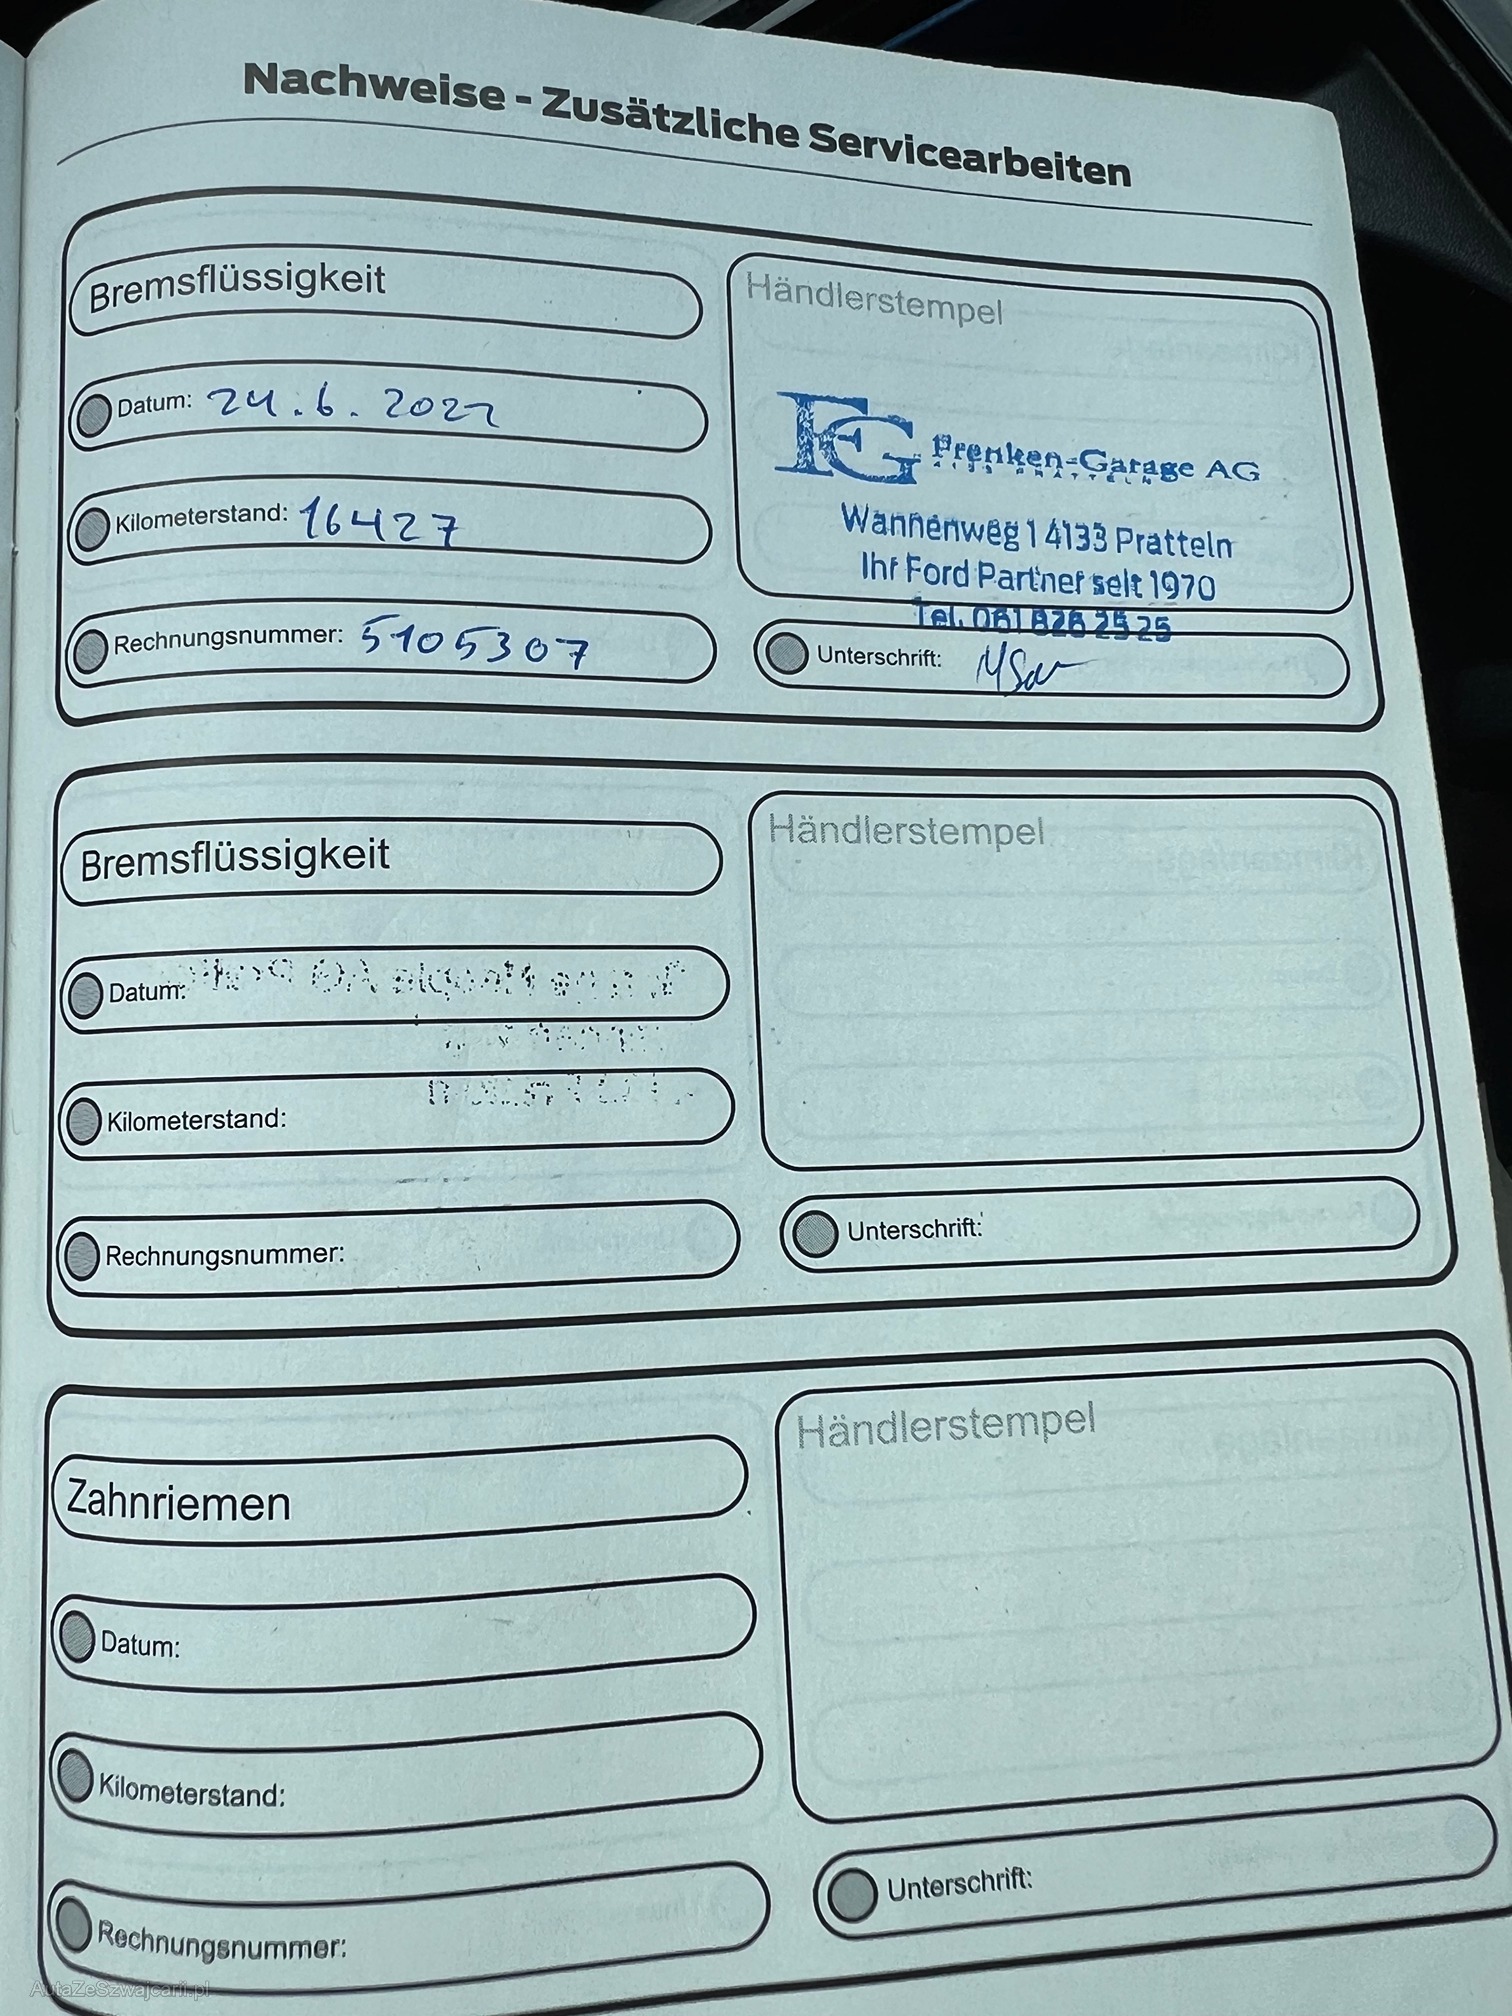 Nachweise - Zusätzliche Servicearbeiten
Bremsflüssigkeit
Händlerstempel
Datum: 24.6.2022
Kilometerstand: 16427
Rechnungsnummer: 5105307
FG Frenken-Garage AG
Wannenweg 1 4133 Pratteln
Ihr Ford Partner seit 1970
Tel. 061 826 25 25
Unterschrift:
Bremsflüssigkeit
Händlerstempel
Datum:
Kilometerstand:
Rechnungsnummer:
Unterschrift:
Zahnriemen
Händlerstempel
Datum:
Kilometerstand:
Rechnungsnummer:
Unterschrift:
AutaZeSzwajcarii.pl